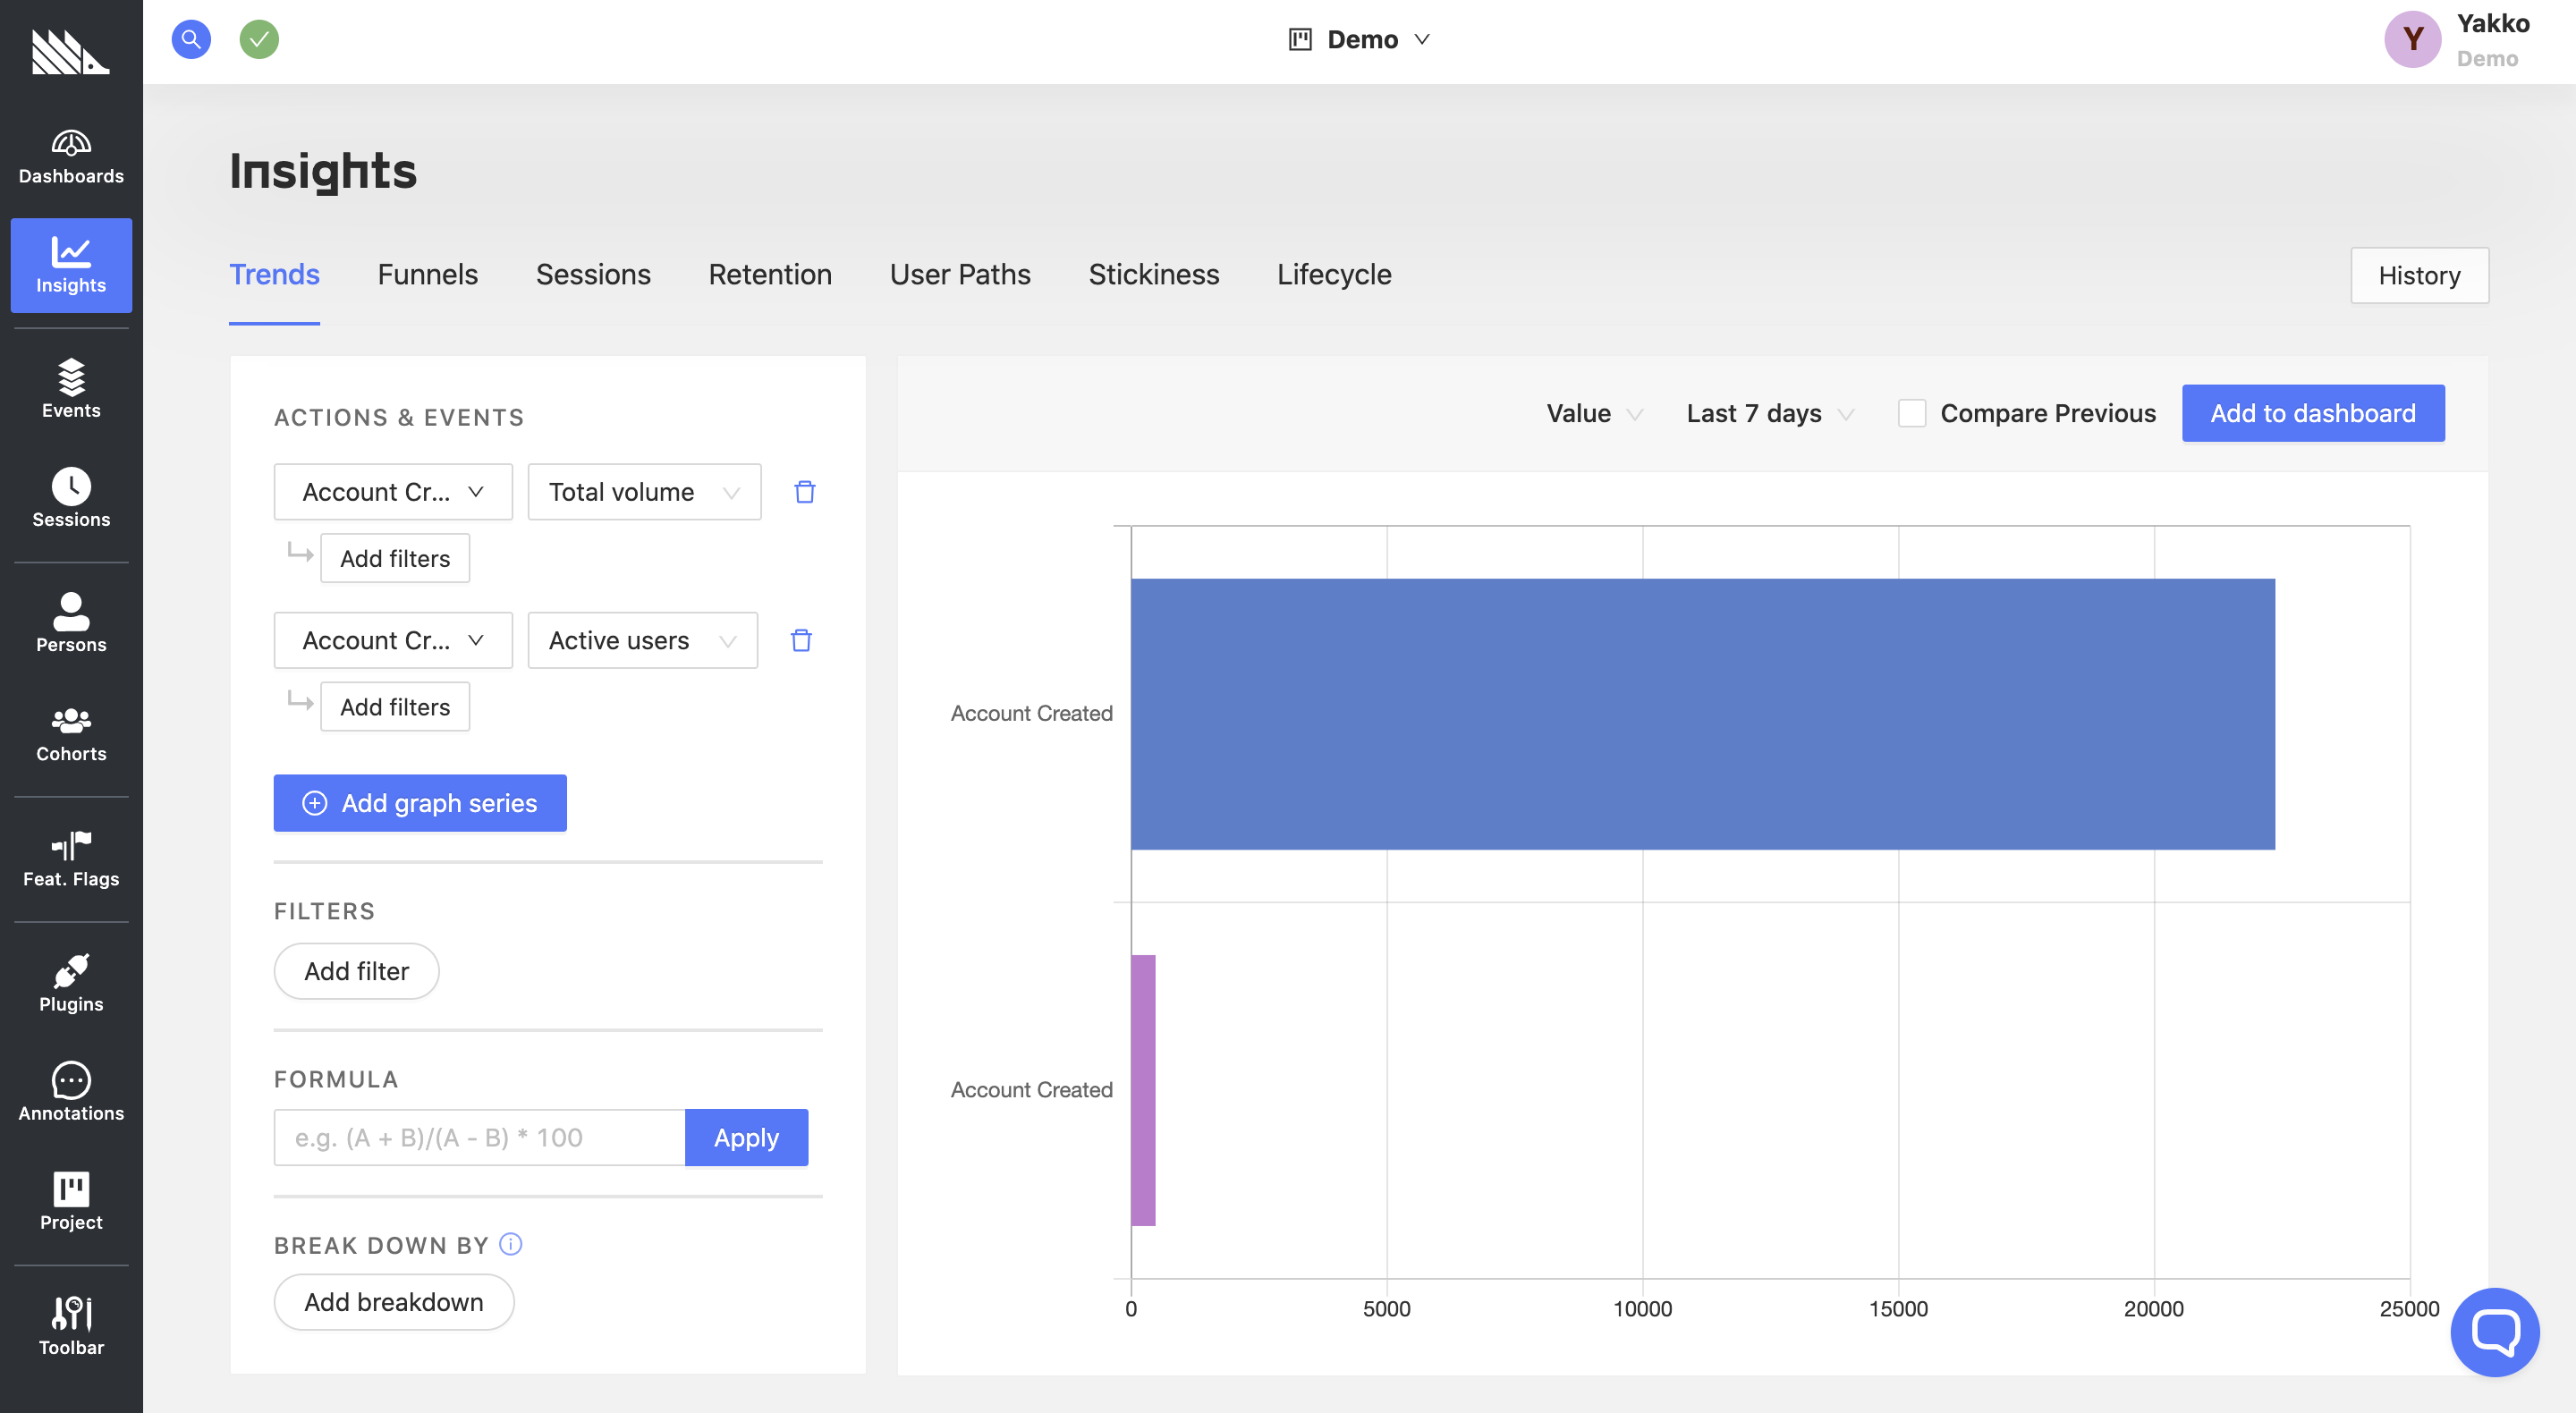 Demo
Yakko
Y
Demo
Dashboards
Insights
Events
Sessions
Persons
Cohorts
Feat. Flags
Plugins
Annotations
Project
Toolbar
Insights
Trends Funnels Sessions Retention User Paths Stickiness Lifecycle
History
ACTIONS & EVENTS
Account Cr... Total volume
Add filters
Account Cr... Active users
Add filters
Add graph series
FILTERS
Add filter
FORMULA
e.g. (A + B)/(A - B) * 100 Apply
BREAK DOWN BY
Add breakdown
Value Last 7 days Compare Previous Add to dashboard
Account Created
Account Created
0 5000 10000 15000 20000 25000